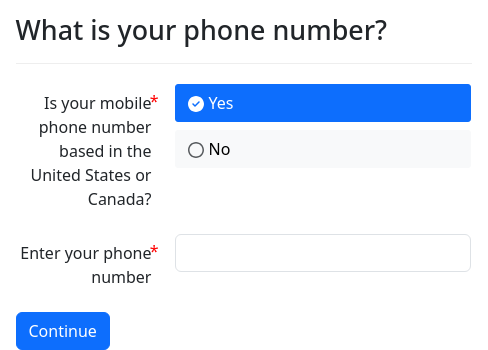 What is your phone number?
Is your mobile*
phone number
based in the
United States or
Canada?
Yes
No
Enter your phone*
number
Continue